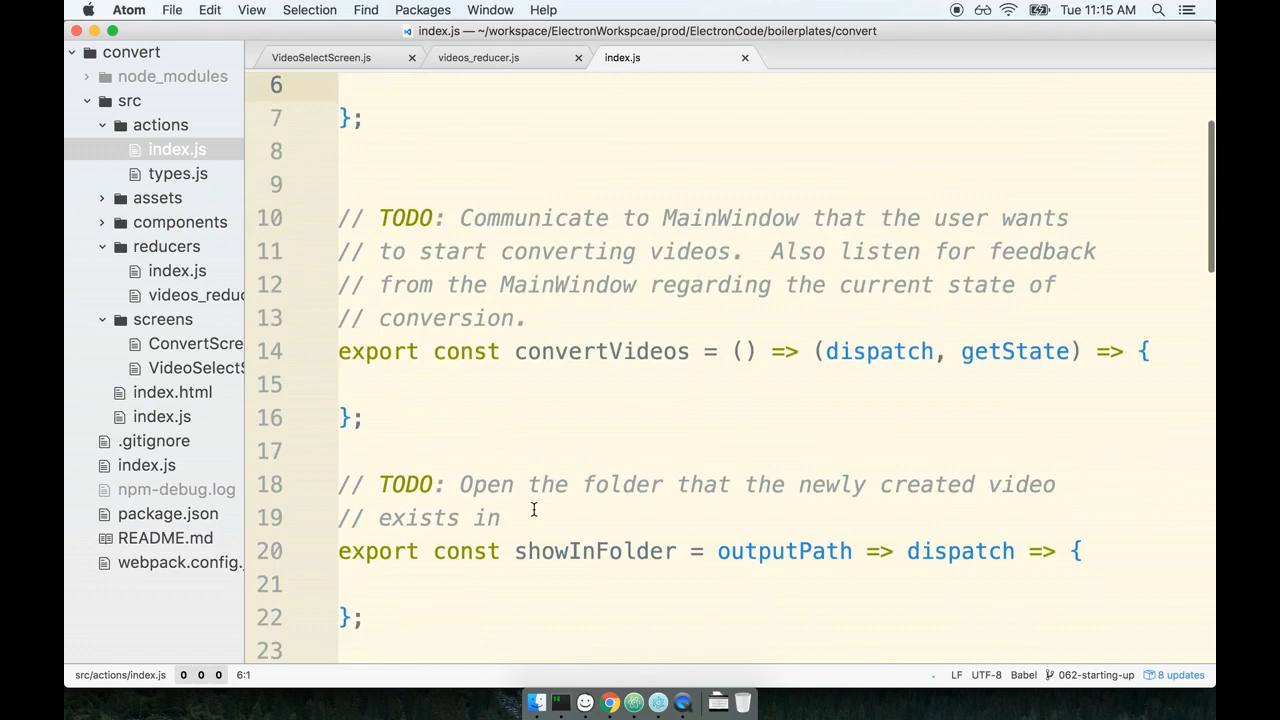 Atom File Edit View Selection Find Packages Window Help Tue 11:15 AM
index.js — ~/workspace/ElectronWorkspcae/prod/ElectronCode/boilerplates/convert
convert
node_modules
src
actions
index.js
types.js
assets
components
reducers
index.js
videos_reduc
screens
ConvertScre
VideoSelectS
index.html
index.js
.gitignore
index.js
npm-debug.log
package.json
README.md
webpack.config.
VideoSelectScreen.js videos_reducer.js index.js
6
7 };
8
9
10 // TODO: Communicate to MainWindow that the user wants
11 // to start converting videos.  Also listen for feedback
12 // from the MainWindow regarding the current state of
13 // conversion.
14 export const convertVideos = () => (dispatch, getState) => {
15
16 };
17
18 // TODO: Open the folder that the newly created video
19 // exists in
20 export const showInFolder = outputPath => dispatch => {
21
22 };
23
src/actions/index.js 0 0 0 6:1 LF UTF-8 Babel 062-starting-up 8 updates